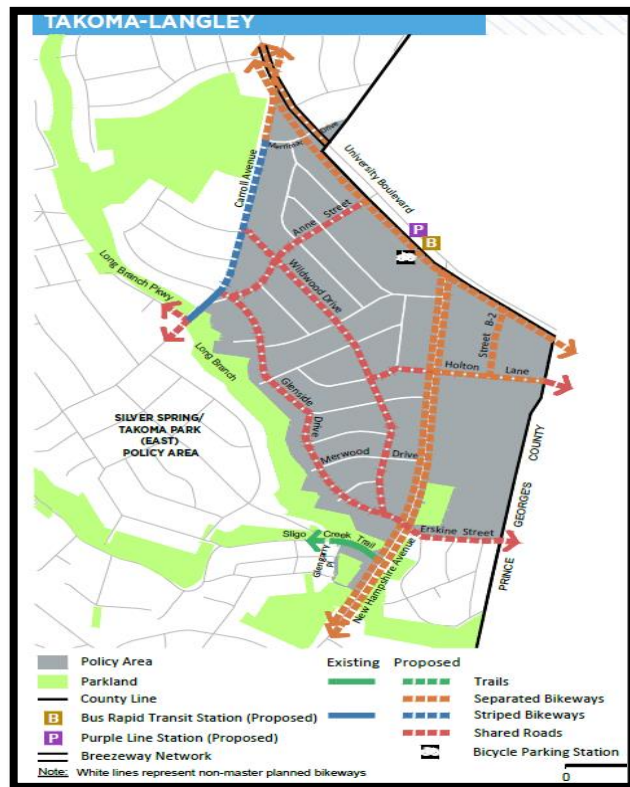 TAKOMA-LANGLEY
Merrimac Drive
University Boulevard
Carroll Avenue
Anne Street
P
B
Wildwood Drive
Long Branch Pkwy
Street B-2
Long Branch
Holton Lane
Glenside Drive
SILVER SPRING/
TAKOMA PARK
(EAST)
POLICY AREA
Merwood Drive
PRINCE GEORGE'S COUNTY
Erskine Street
Sligo Creek Trail
Glengary Pl
New Hampshire Avenue
Policy Area
Parkland
County Line
B Bus Rapid Transit Station (Proposed)
P Purple Line Station (Proposed)
Breezeway Network
Note: White lines represent non-master planned bikeways
Existing Proposed
Trails
Separated Bikeways
Striped Bikeways
Shared Roads
Bicycle Parking Station
0